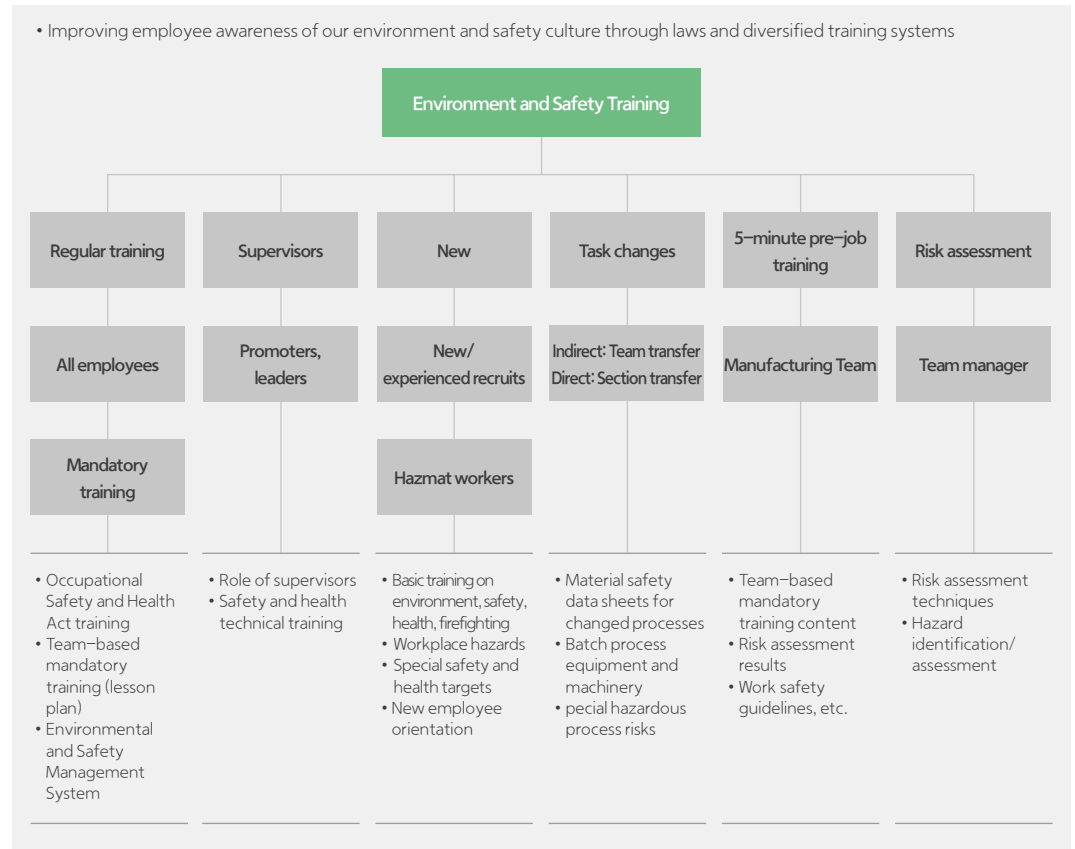 • Improving employee awareness of our environment and safety culture through laws and diversified training systems
Environment and Safety Training
Regular training
Supervisors
New
Task changes
5-minute pre-job
training
Risk assessment
All employees
Promoters,
leaders
New/
experienced recruits
Indirect: Team transfer
Direct: Section transfer
Manufacturing Team
Team manager
Mandatory
training
Hazmat workers
• Occupational
Safety and Health
Act training
• Team-based
mandatory
training (lesson
plan)
• Environmental
and Safety
Management
System
• Role of supervisors
• Safety and health
technical training
• Basic training on
environment, safety,
health, firefighting
• Workplace hazards
• Special safety and
health targets
• New employee
orientation
• Material safety
data sheets for
changed processes
• Batch process
equipment and
machinery
• pecial hazardous
process risks
• Team-based
mandatory
training content
• Risk assessment
results
• Work safety
guidelines, etc.
• Risk assessment
techniques
• Hazard
identification/
assessment